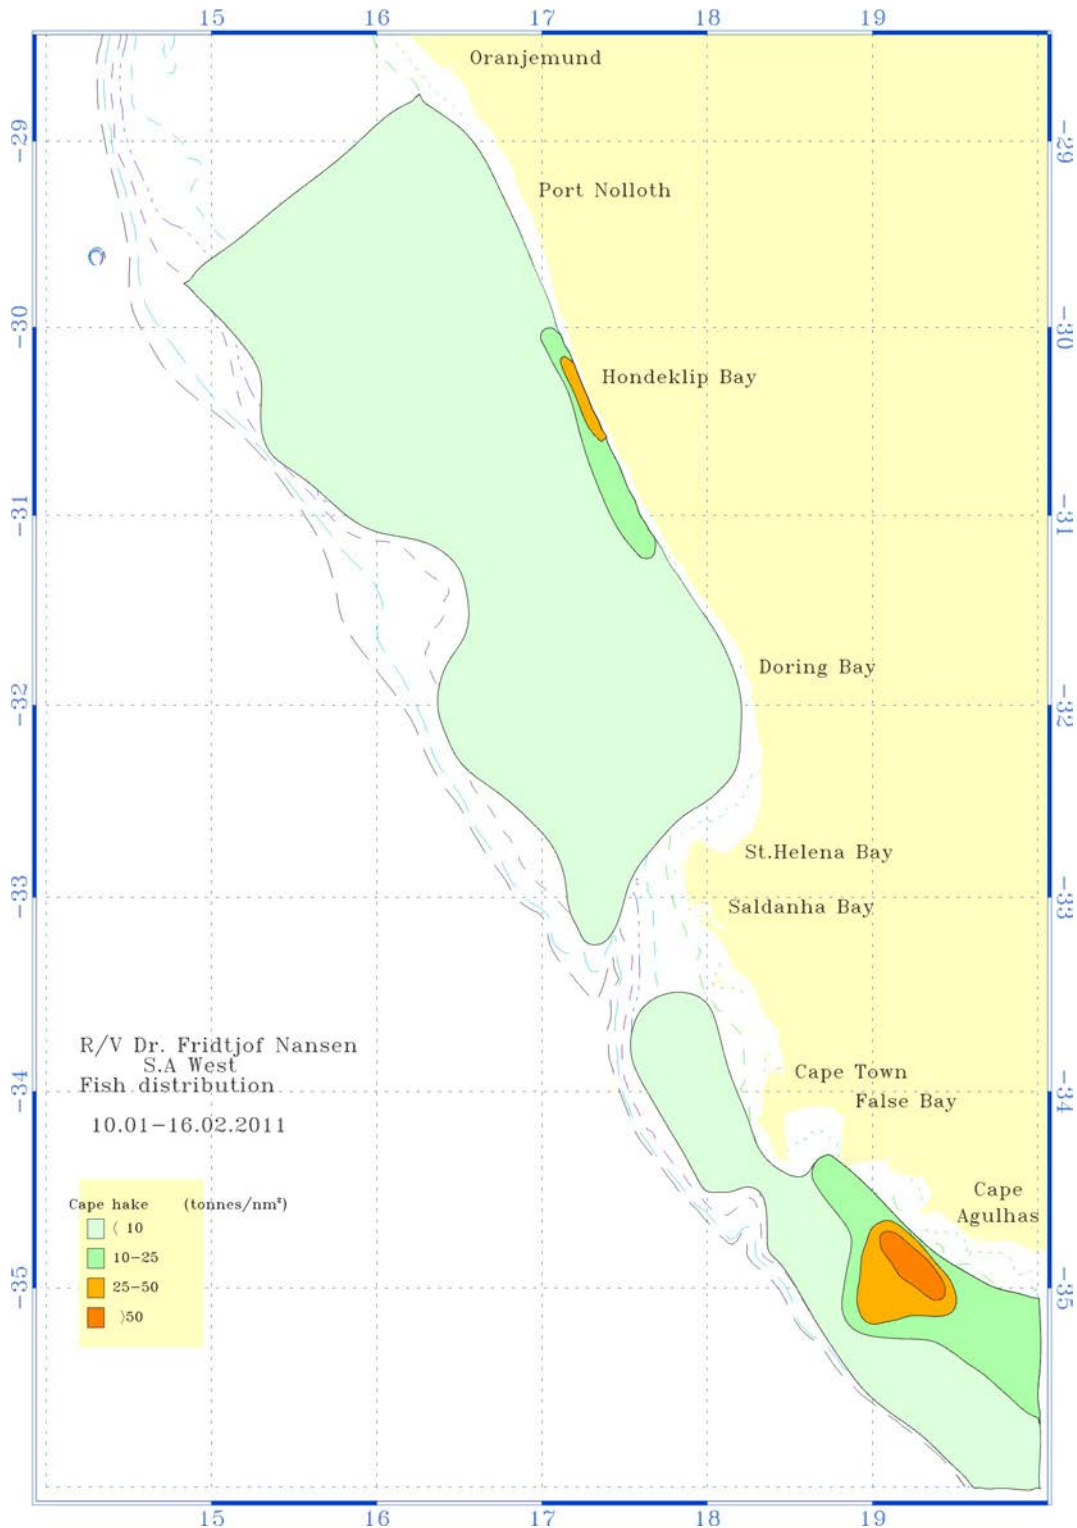 15 16 17 18 19
Oranjemund
-29 -29
Port Nolloth
-30 -30
Hondeklip Bay
-31 -31
Doring Bay
-32 -32
St.Helena Bay
-33 -33
Saldanha Bay
R/V Dr. Fridtjof Nansen
S.A West
Fish distribution
10.01-16.02.2011
Cape Town
-34 -34
False Bay
Cape
Agulhas
Cape hake (tonnes/nm²)
⟨ 10
10-25
25-50
⟩50
-35 -35
15 16 17 18 19